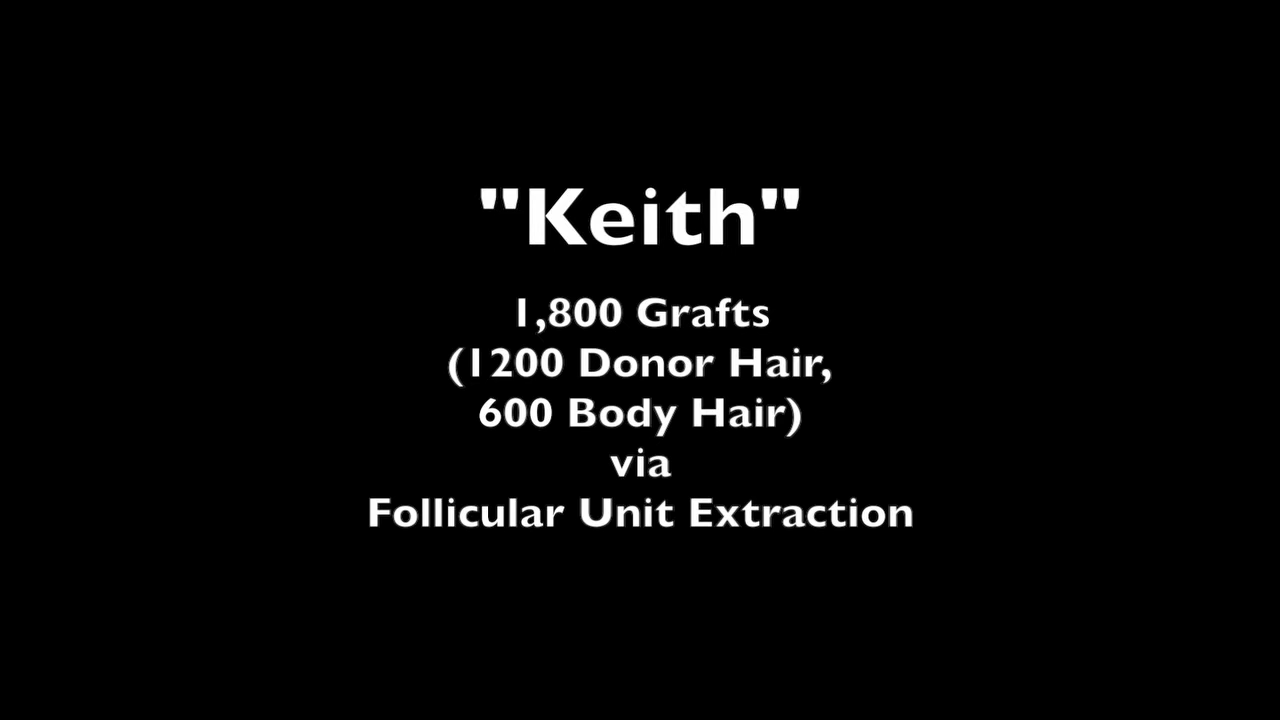 "Keith"
1,800 Grafts
(1200 Donor Hair,
600 Body Hair)
via
Follicular Unit Extraction